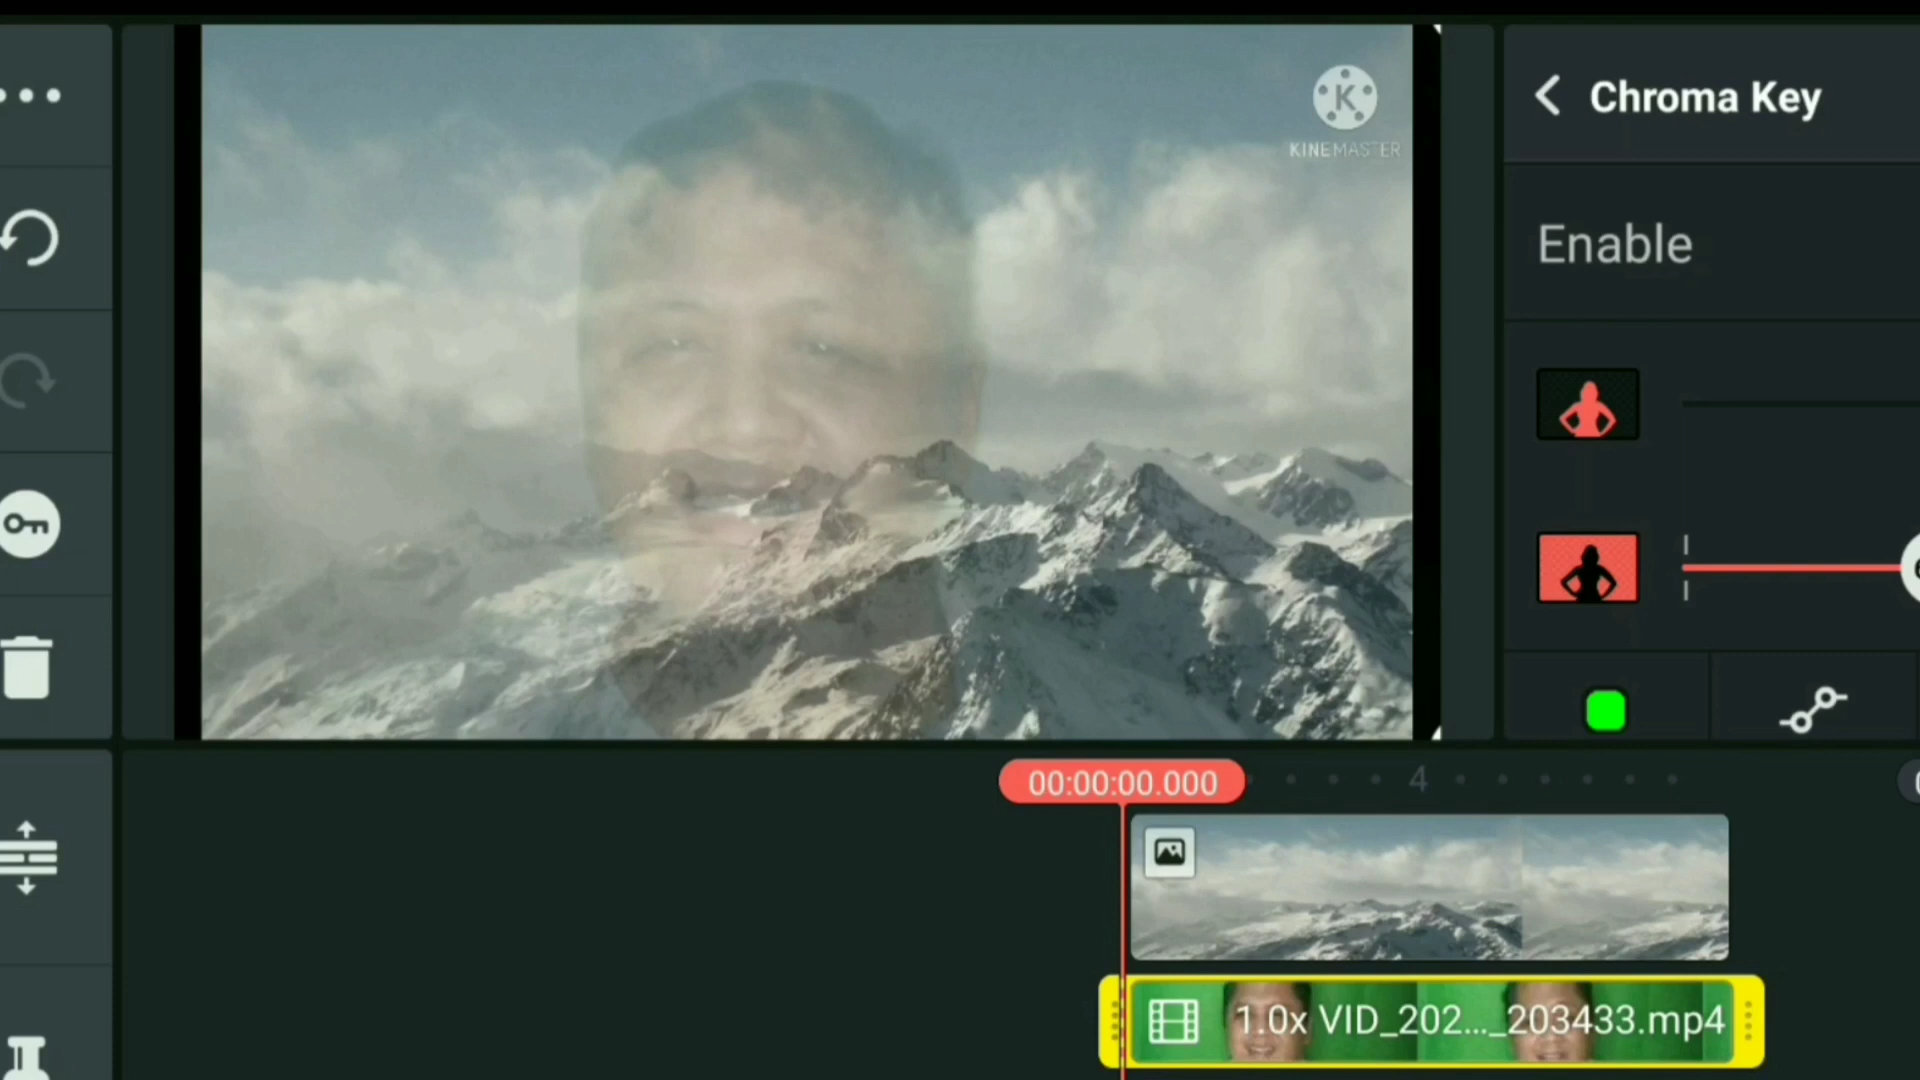 K
KINEMASTER
Chroma Key
Enable
00:00:00.000
4
1.0x VID_202..._203433.mp4